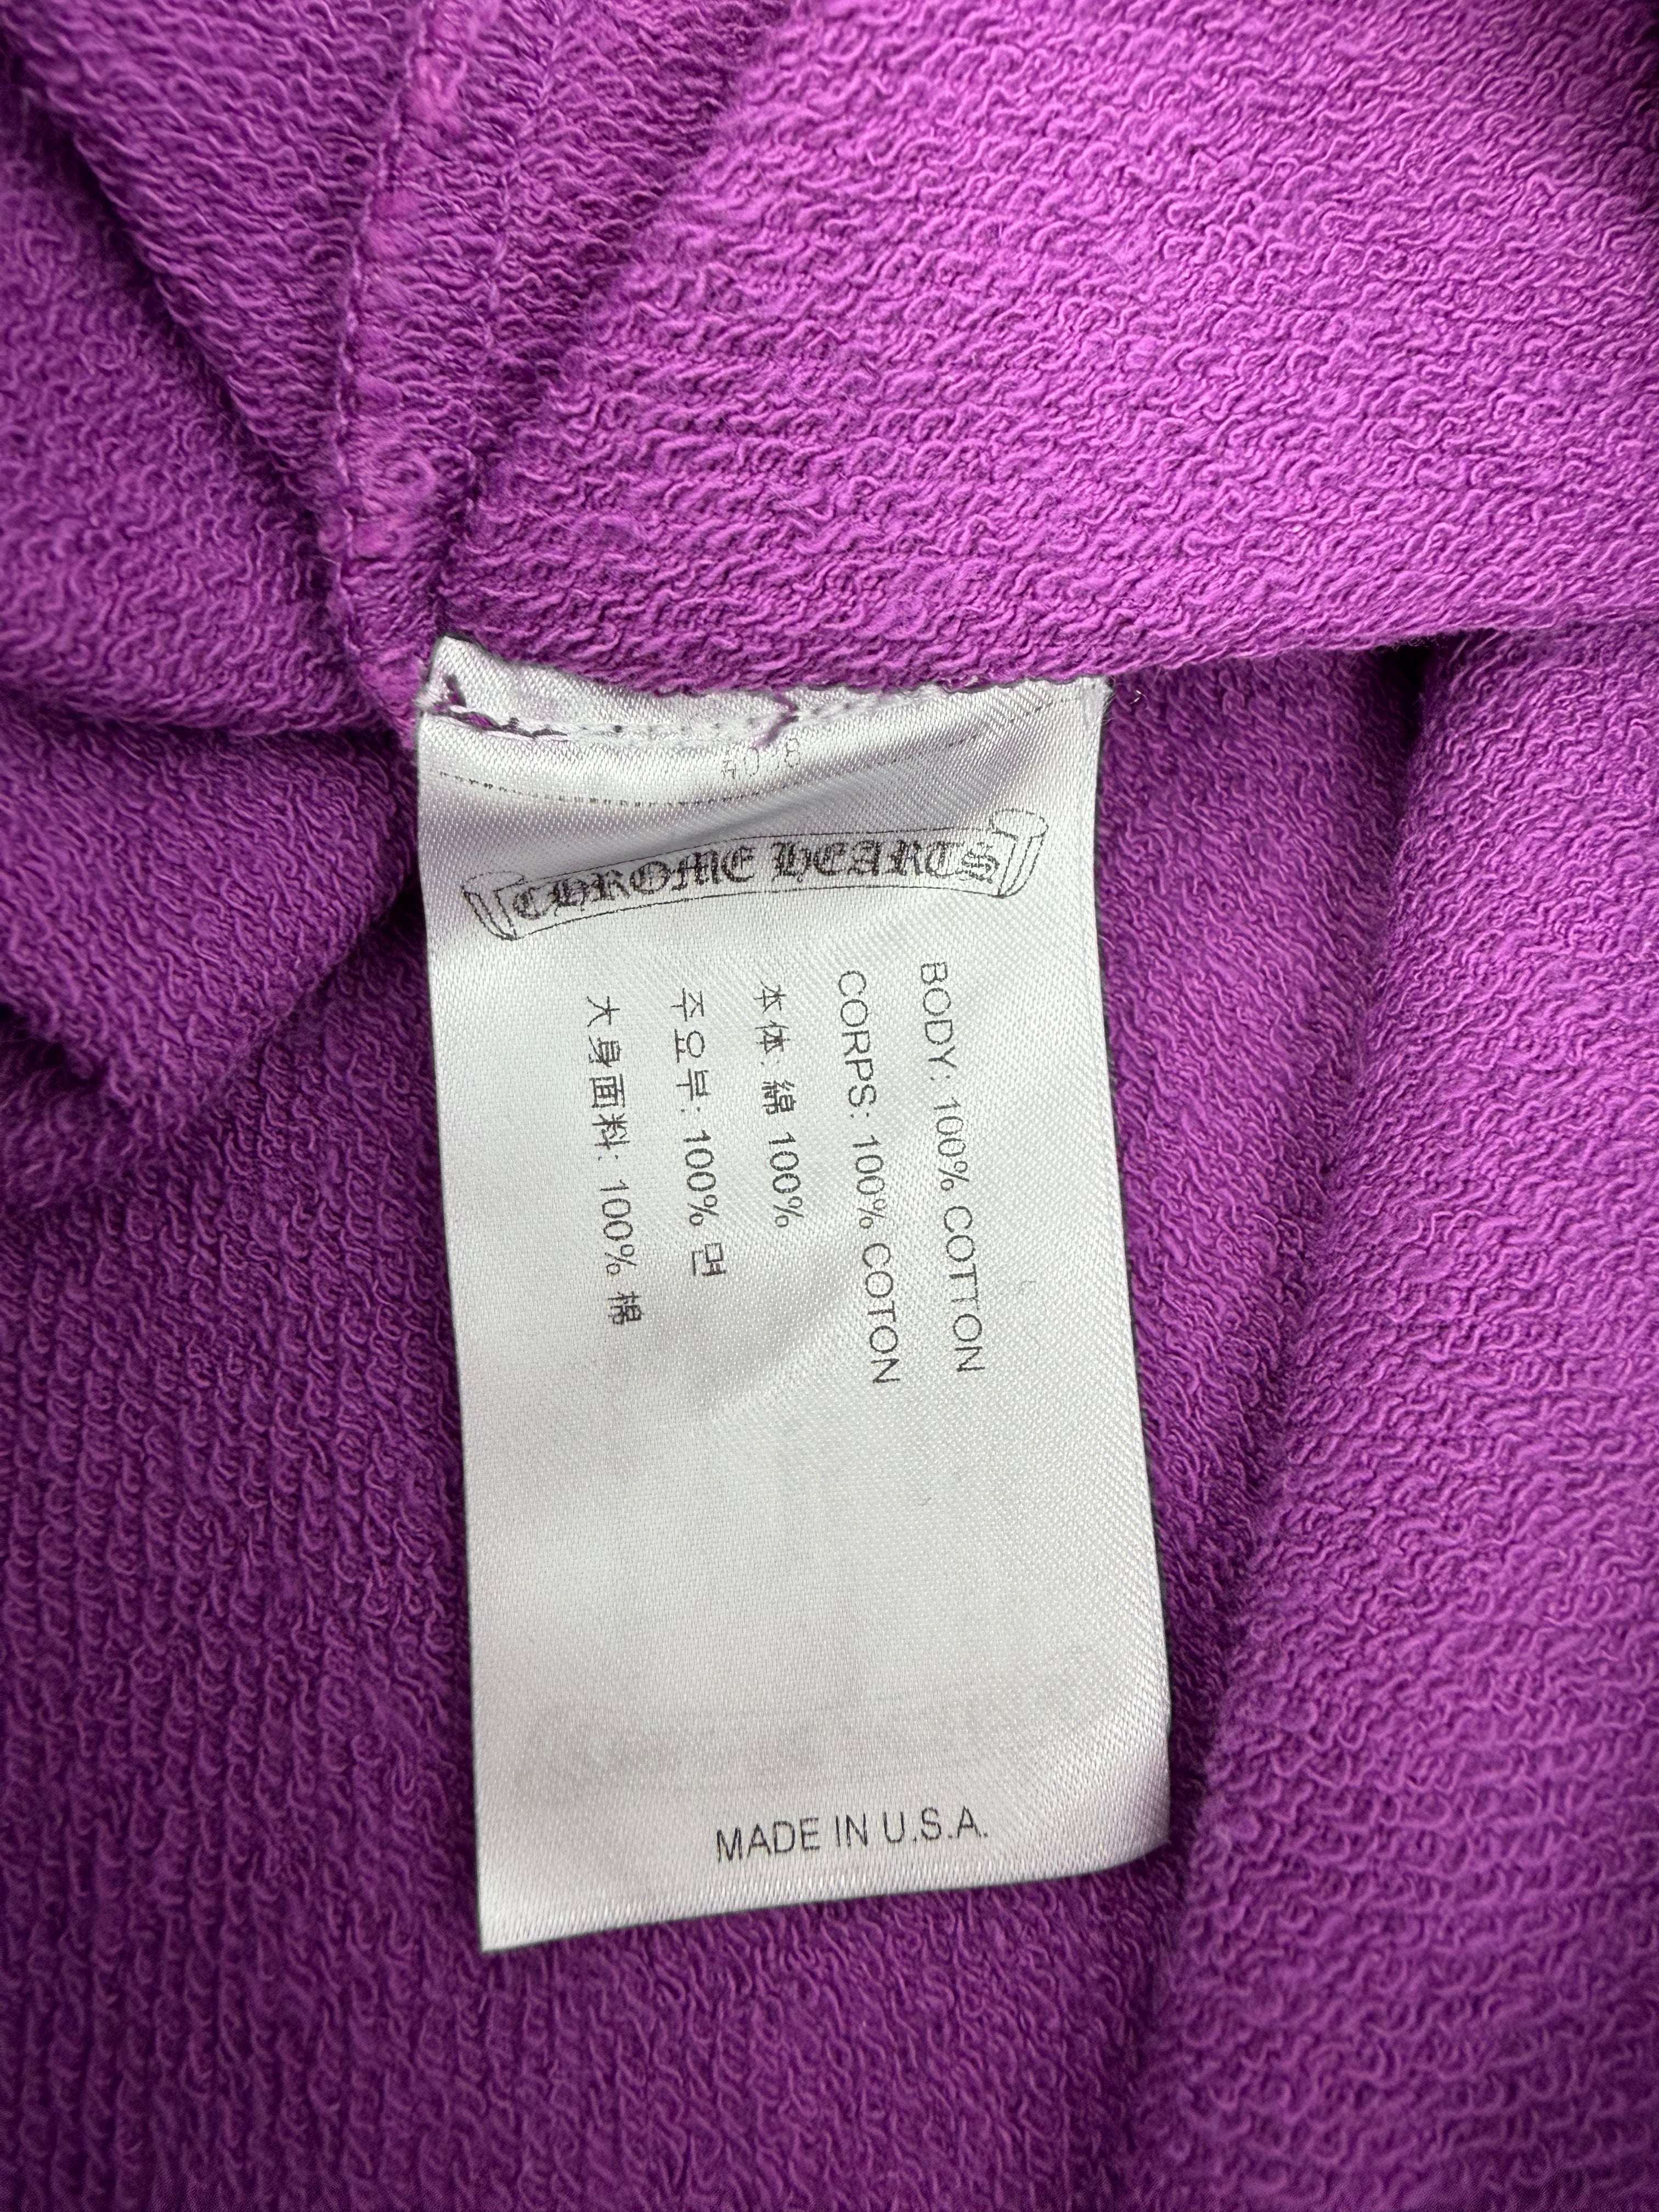 CHROME HEARTS
BODY: 100% COTTON
CORPS: 100% COTON
本体: 綿 100%
주요부: 100% 면
大身面料: 100% 棉
MADE IN U.S.A.